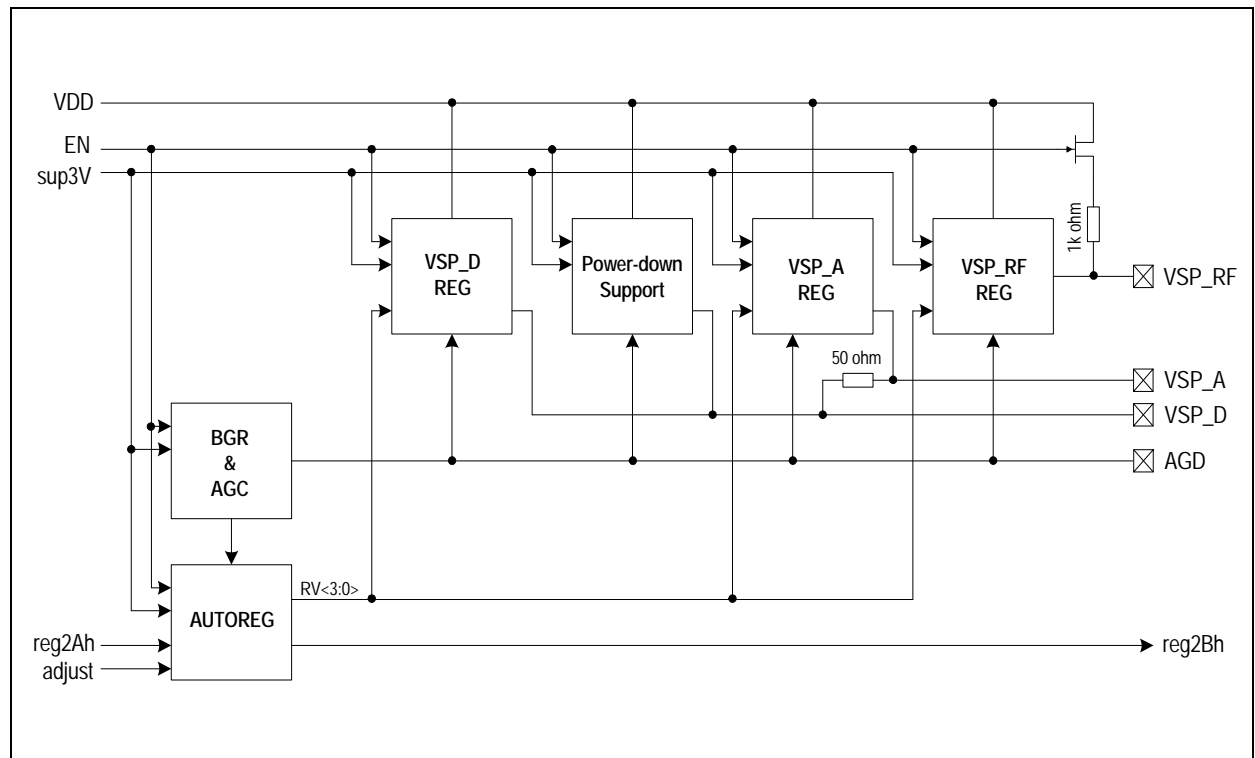 VDD
EN
sup3V
VSP_D
REG
Power-down
Support
VSP_A
REG
VSP_RF
REG
1k ohm
VSP_RF
50 ohm
VSP_A
VSP_D
AGD
BGR
&
AGC
RV<3:0>
AUTOREG
reg2Ah
adjust
reg2Bh